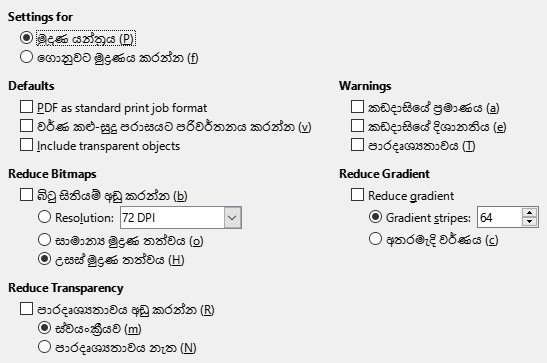 Settings for
මුද්‍රණ යන්ත්‍රය (P)
ගොනුවට මුද්‍රණය කරන්න (f)
Defaults
PDF as standard print job format
වර්ණ කළු-සුදු පරාසයට පරිවර්තනය කරන්න (v)
Include transparent objects
Warnings
කඩදාසියේ ප්‍රමාණය (a)
කඩදාසියේ දිශානතිය (e)
පාරදෘශ්‍යතාවය (T)
Reduce Bitmaps
බිටු සිතියම් අඩු කරන්න (b)
Resolution: 72 DPI
සාමාන්‍ය මුද්‍රණ තත්වය (o)
උසස් මුද්‍රණ තත්වය (H)
Reduce Gradient
Reduce gradient
Gradient stripes: 64
අතරමැදි වර්ණය (c)
Reduce Transparency
පාරදෘශ්‍යතාවය අඩු කරන්න (R)
ස්වයංක්‍රීයව (m)
පාරදෘශ්‍යතාවය නැත (N)